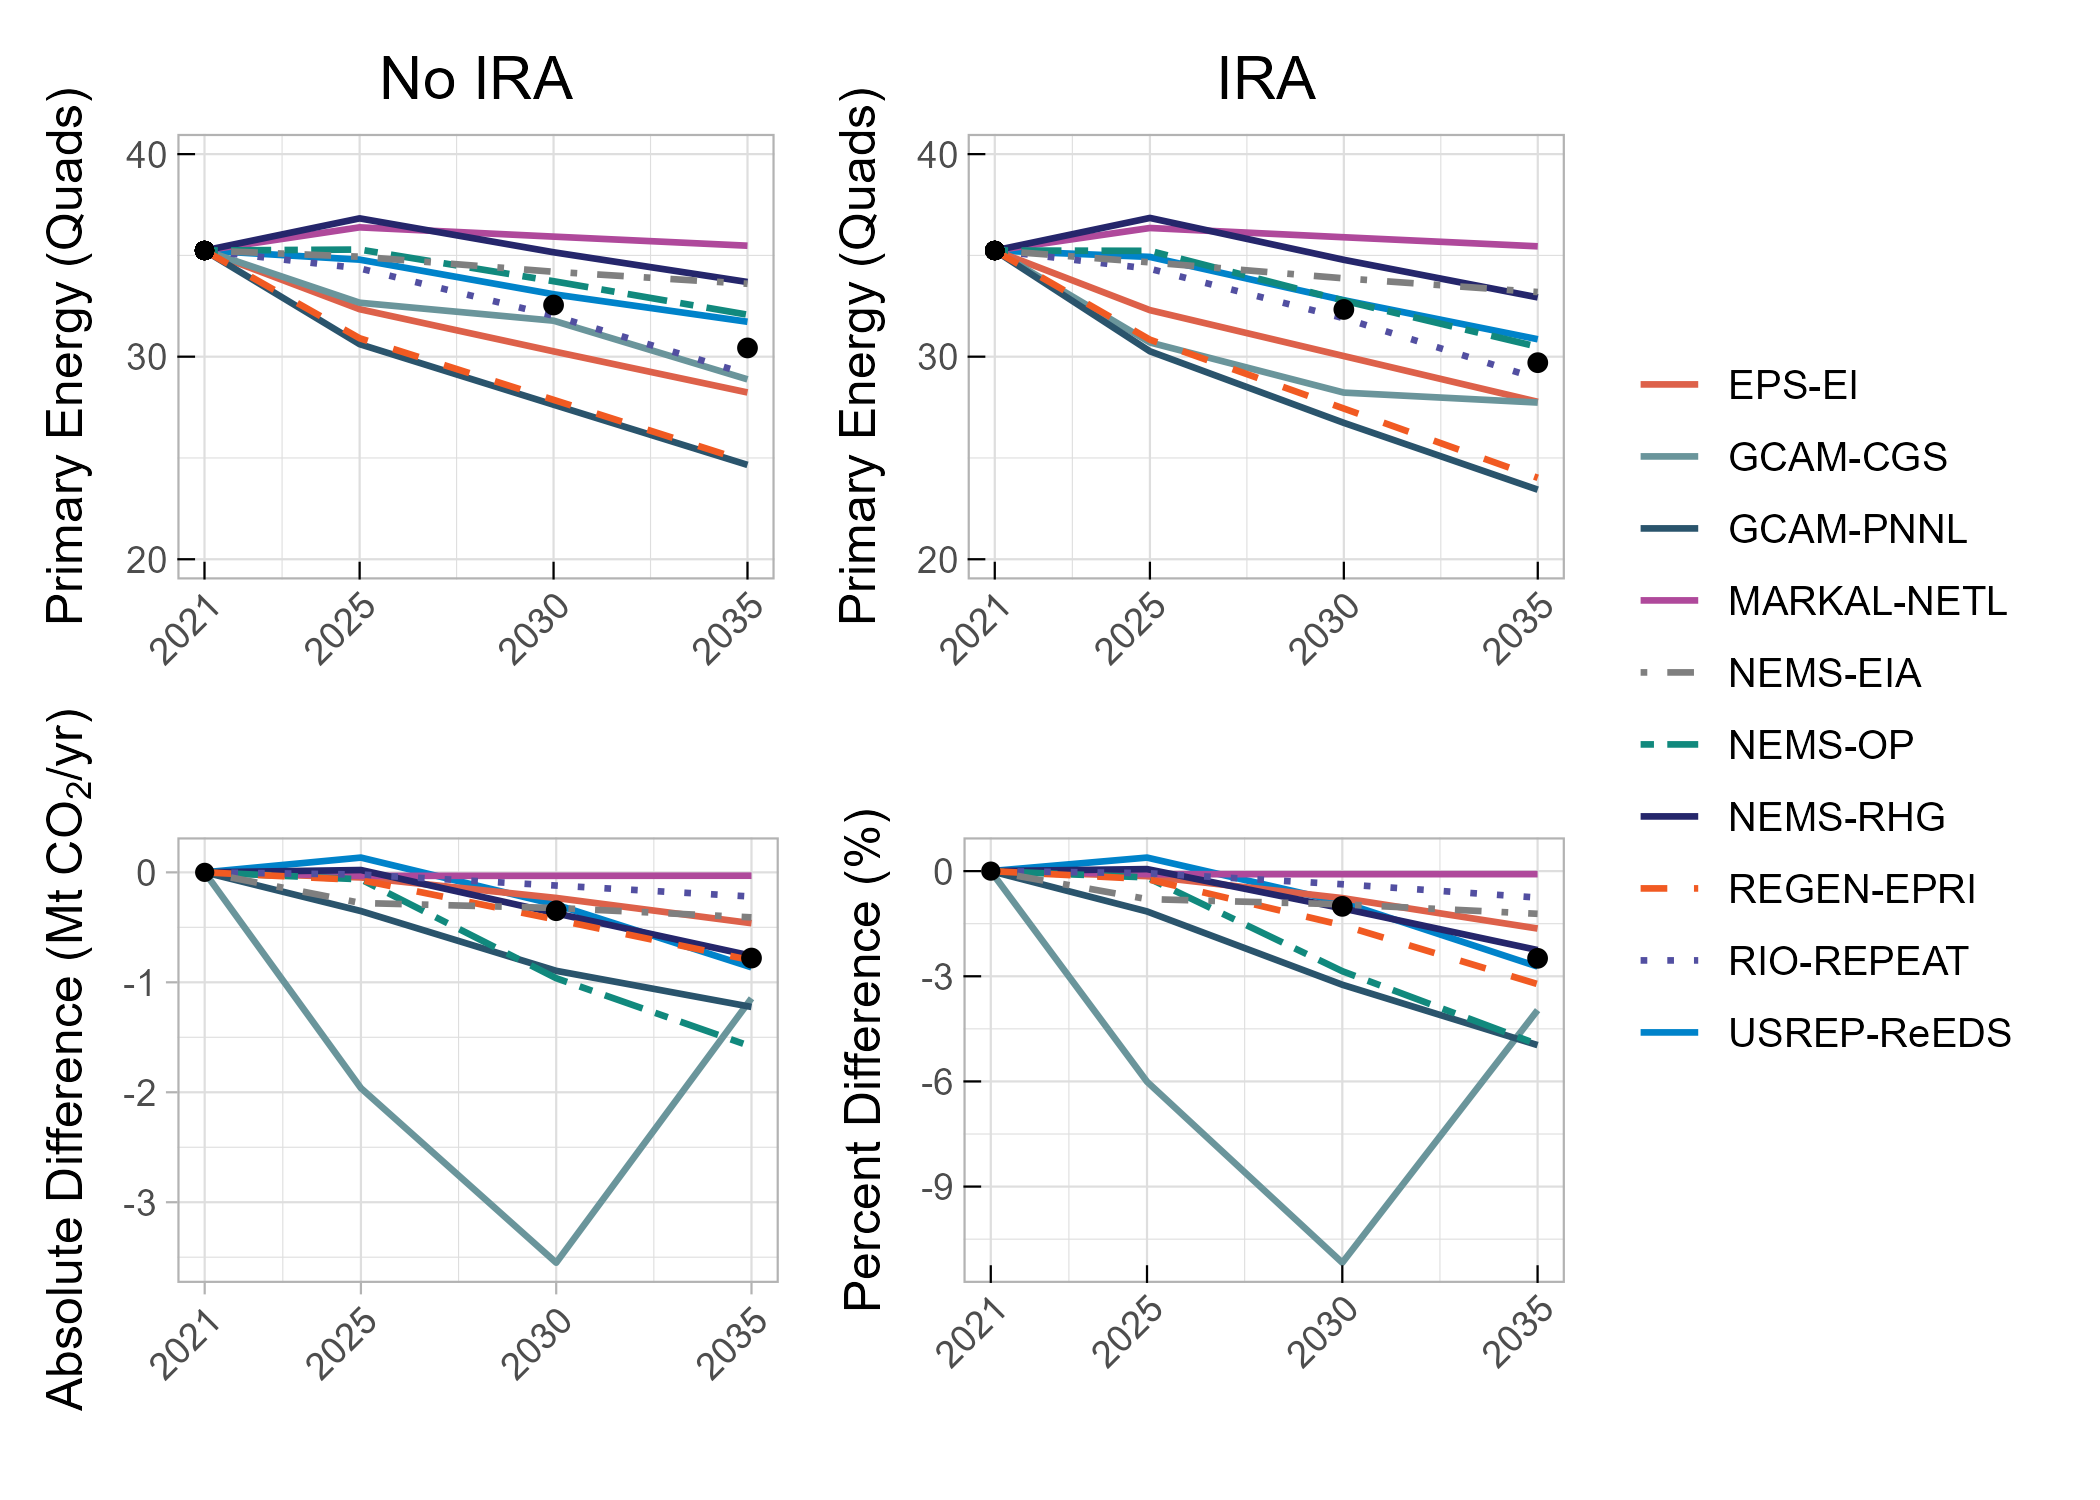 No IRA
IRA
Primary Energy (Quads)
40
30
20
2021
2025
2030
2035
Primary Energy (Quads)
40
30
20
2021
2025
2030
2035
EPS-EI
GCAM-CGS
GCAM-PNNL
MARKAL-NETL
NEMS-EIA
NEMS-OP
NEMS-RHG
REGEN-EPRI
RIO-REPEAT
USREP-ReEDS
Absolute Difference (Mt CO₂/yr)
0
-1
-2
-3
2021
2025
2030
2035
Percent Difference (%)
0
-3
-6
-9
2021
2025
2030
2035